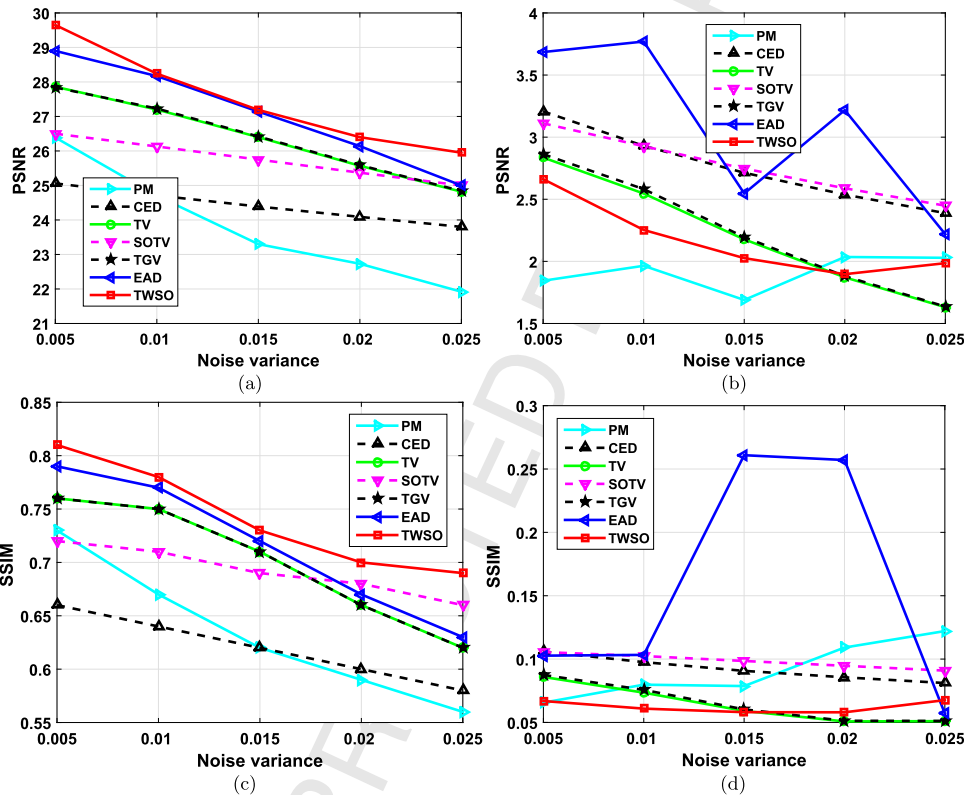 30
29
28
27
26
25
24
23
22
21
PSNR
PM
CED
TV
SOTV
TGV
EAD
TWSO
0.005 0.01 0.015 0.02 0.025
Noise variance
(a)
4
3.5
3
2.5
2
1.5
PSNR
PM
CED
TV
SOTV
TGV
EAD
TWSO
0.005 0.01 0.015 0.02 0.025
Noise variance
(b)
0.85
0.8
0.75
0.7
0.65
0.6
0.55
SSIM
PM
CED
TV
SOTV
TGV
EAD
TWSO
0.005 0.01 0.015 0.02 0.025
Noise variance
(c)
0.3
0.25
0.2
0.15
0.1
0.05
SSIM
PM
CED
TV
SOTV
TGV
EAD
TWSO
0.005 0.01 0.015 0.02 0.025
Noise variance
(d)